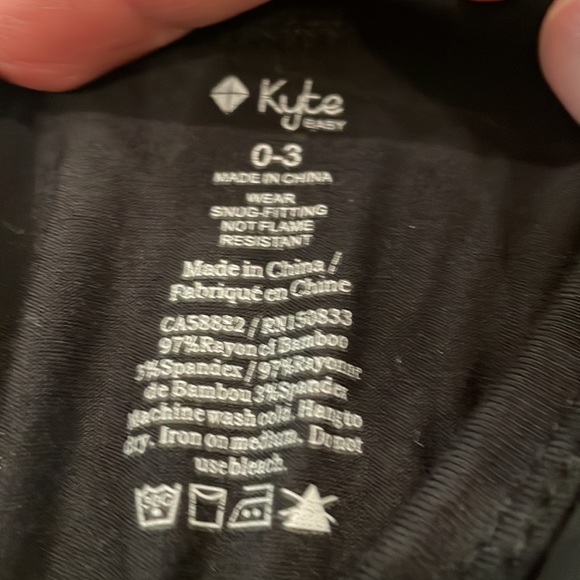 Kyte
BABY
0-3
MADE IN CHINA
WEAR
SNUG-FITTING
NOT FLAME
RESISTANT
Made in China /
Fabriqué en Chine
CA58882 / RN150833
97%Rayon of Bamboo
3%Spandex / 97%Rayonne
de Bambou 3%Spandex
Machine wash cold. Hang to
dry. Iron on medium. Do not
use bleach.